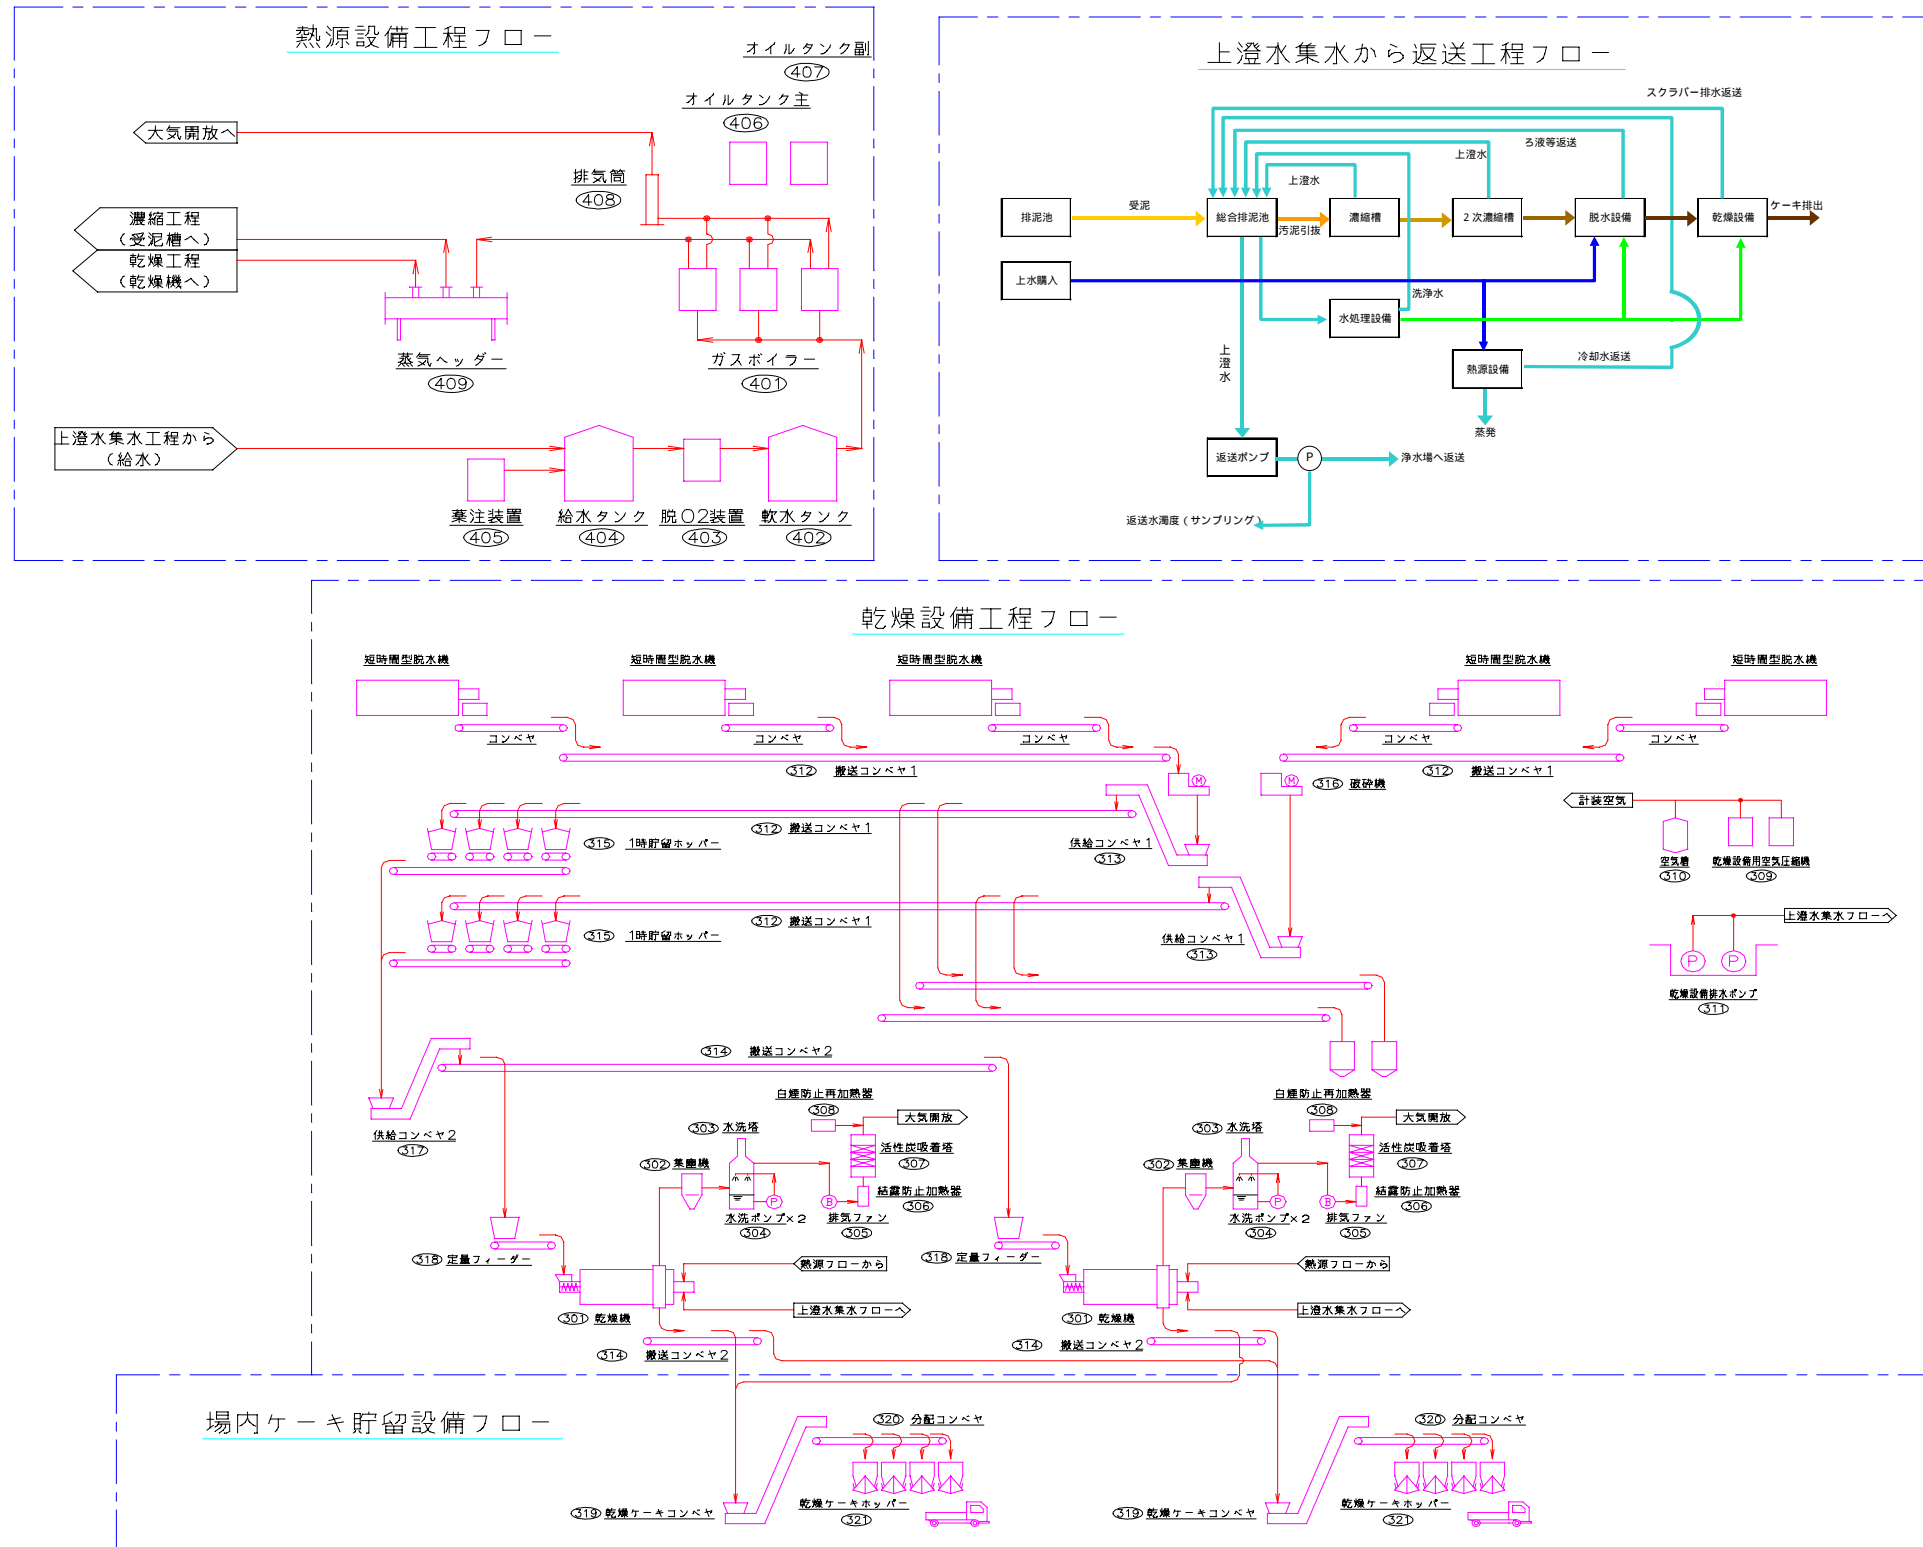 熱源設備工程フロー
オイルタンク副
407
オイルタンク主
406
大気開放へ
排気筒
408
濃縮工程
（受泥槽へ）
乾燥工程
（乾燥機へ）
蒸気ヘッダー
409
ガスボイラー
401
上澄水集水工程から
（給水）
薬注装置
405
給水タンク
404
脱O2装置
403
軟水タンク
402
上澄水集水から返送工程フロー
スクラバー排水返送
ろ液等返送
上澄水
上澄水
排泥池
受泥
総合排泥池
汚泥引抜
濃縮槽
2次濃縮槽
脱水設備
乾燥設備
ケーキ排出
上水購入
洗浄水
水処理設備
上澄水
熱源設備
冷却水返送
蒸発
返送ポンプ
P
浄水場へ返送
返送水濁度（サンプリング）
乾燥設備工程フロー
短時間型脱水機
短時間型脱水機
短時間型脱水機
短時間型脱水機
短時間型脱水機
コンベヤ
コンベヤ
コンベヤ
コンベヤ
コンベヤ
312 搬送コンベヤ1
M
M
316 破砕機
312 搬送コンベヤ1
計装空気
312 搬送コンベヤ1
315 1時貯留ホッパー
供給コンベヤ1
313
空気槽
310
乾燥設備用空気圧縮機
309
312 搬送コンベヤ1
315 1時貯留ホッパー
供給コンベヤ1
313
上澄水集水フローへ
P
P
乾燥設備排水ポンプ
311
314 搬送コンベヤ2
供給コンベヤ2
317
白煙防止再加熱器
308
大気開放
303 水洗塔
活性炭吸着塔
307
302 集塵機
結露防止加熱器
306
P
B
水洗ポンプ×2
304
排気ファン
305
318 定量フィーダー
熱源フローから
上澄水集水フローへ
301 乾燥機
314 搬送コンベヤ2
白煙防止再加熱器
308
大気開放
303 水洗塔
活性炭吸着塔
307
302 集塵機
結露防止加熱器
306
P
B
水洗ポンプ×2
304
排気ファン
305
318 定量フィーダー
熱源フローから
上澄水集水フローへ
301 乾燥機
314 搬送コンベヤ2
場内ケーキ貯留設備フロー
320 分配コンベヤ
乾燥ケーキホッパー
321
319 乾燥ケーキコンベヤ
320 分配コンベヤ
乾燥ケーキホッパー
321
319 乾燥ケーキコンベヤ